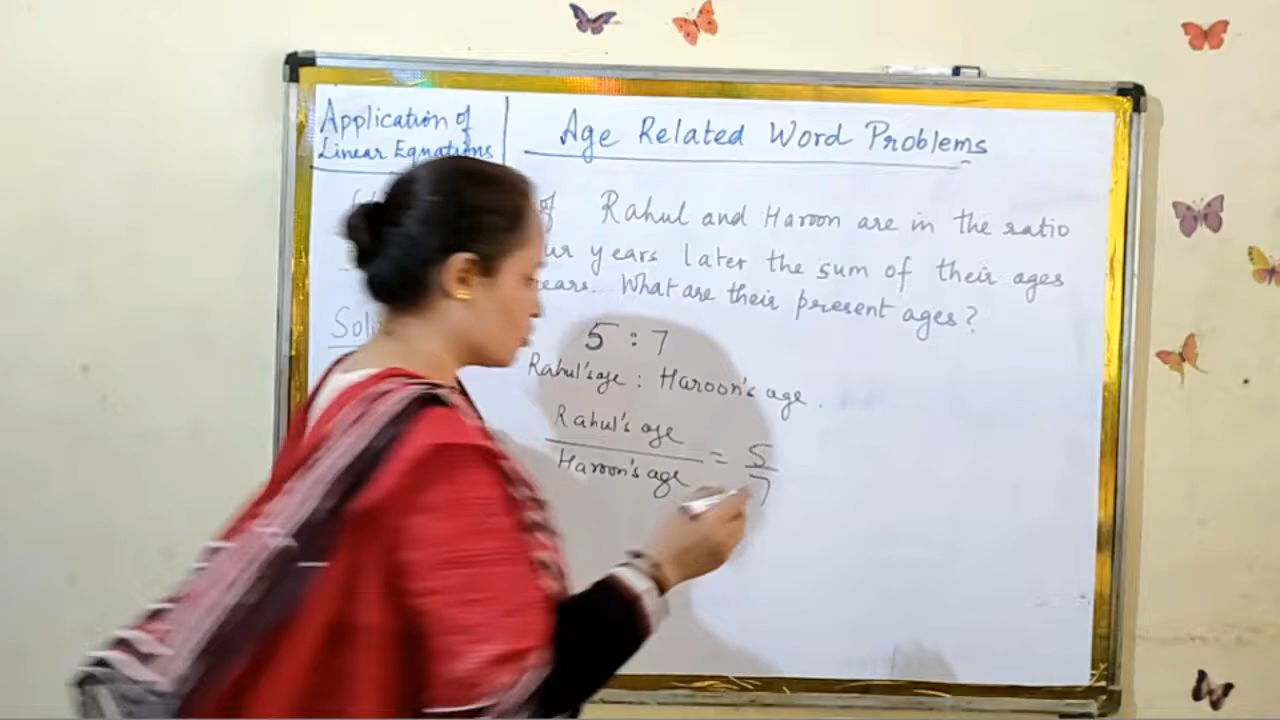 Application of
Linear Equations
Age Related Word Problems
of Rahul and Haroon are in the ratio
years later the sum of their ages
What are their present ages?
5 : 7
Rahul's age : Haroon's age.
Rahul's age
Haroon's age
= 5
7